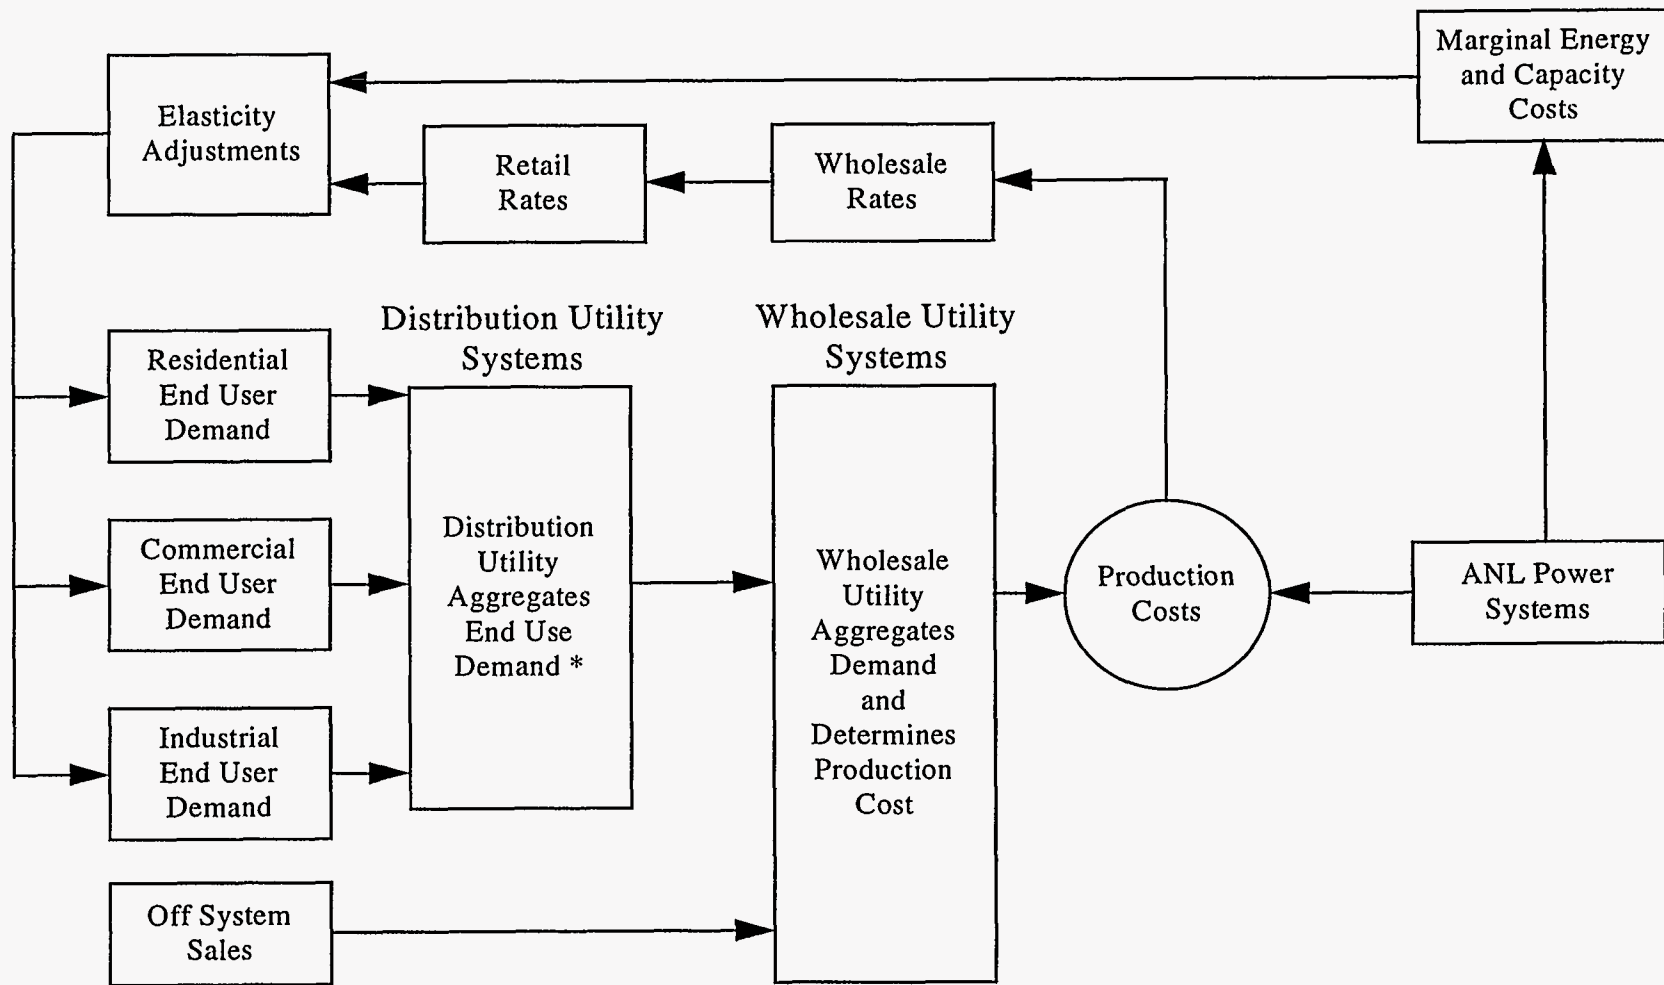 Marginal Energy
and Capacity
Costs
Elasticity
Adjustments
Retail
Rates
Wholesale
Rates
Distribution Utility
Systems
Wholesale Utility
Systems
Residential
End User
Demand
Commercial
End User
Demand
Industrial
End User
Demand
Off System
Sales
Distribution
Utility
Aggregates
End Use
Demand *
Wholesale
Utility
Aggregates
Demand
and
Determines
Production
Cost
Production
Costs
ANL Power
Systems